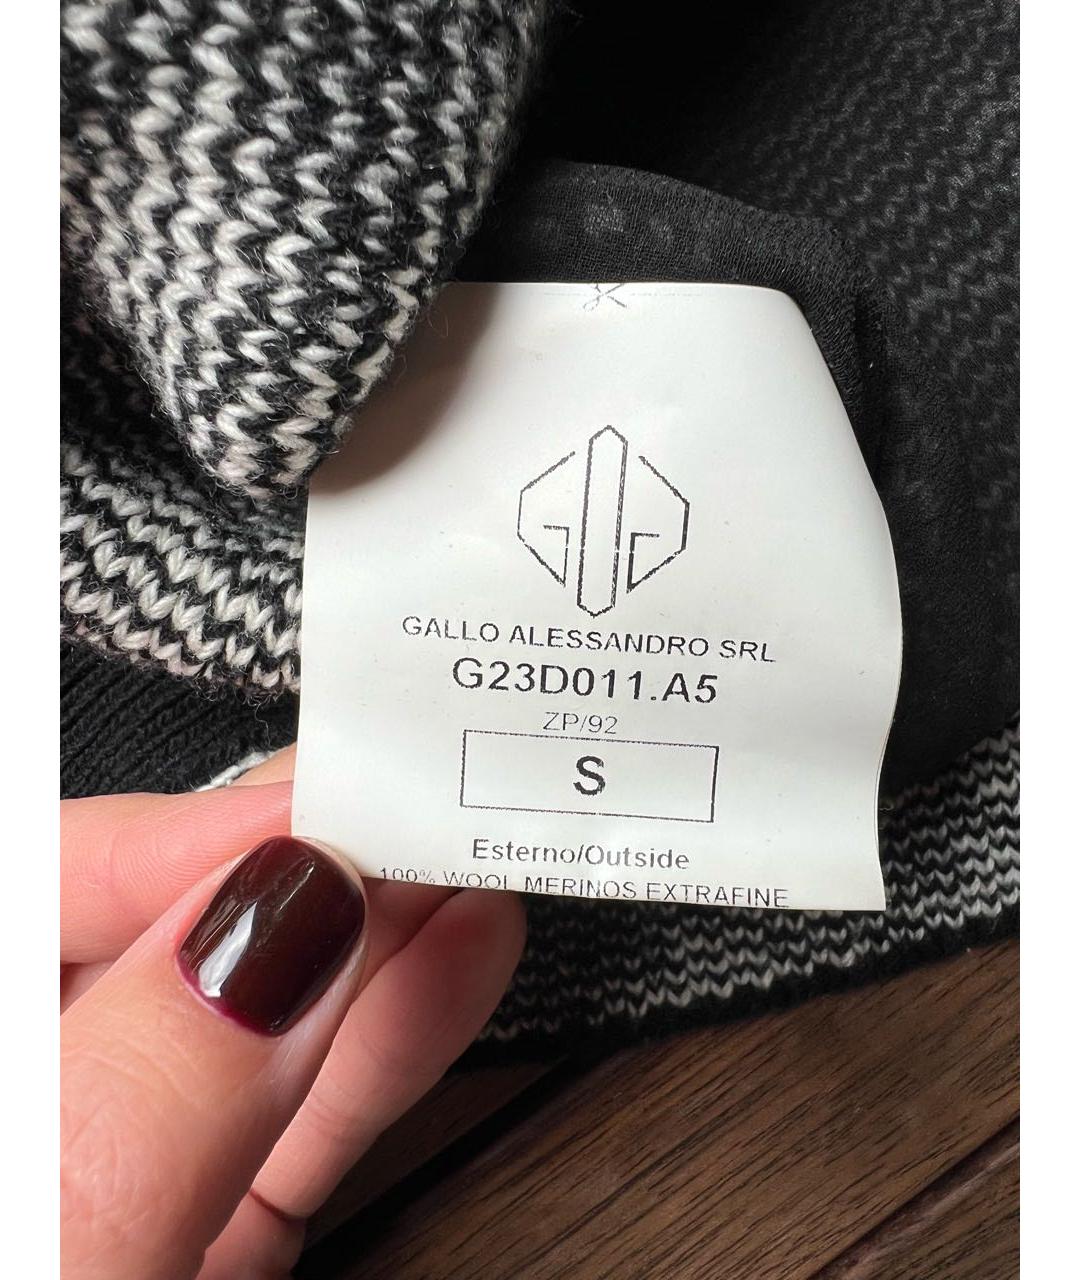 GALLO ALESSANDRO SRL
G23D011.A5
ZP/92
S
Esterno/Outside
100% WOOL MERINOS EXTRAFINE